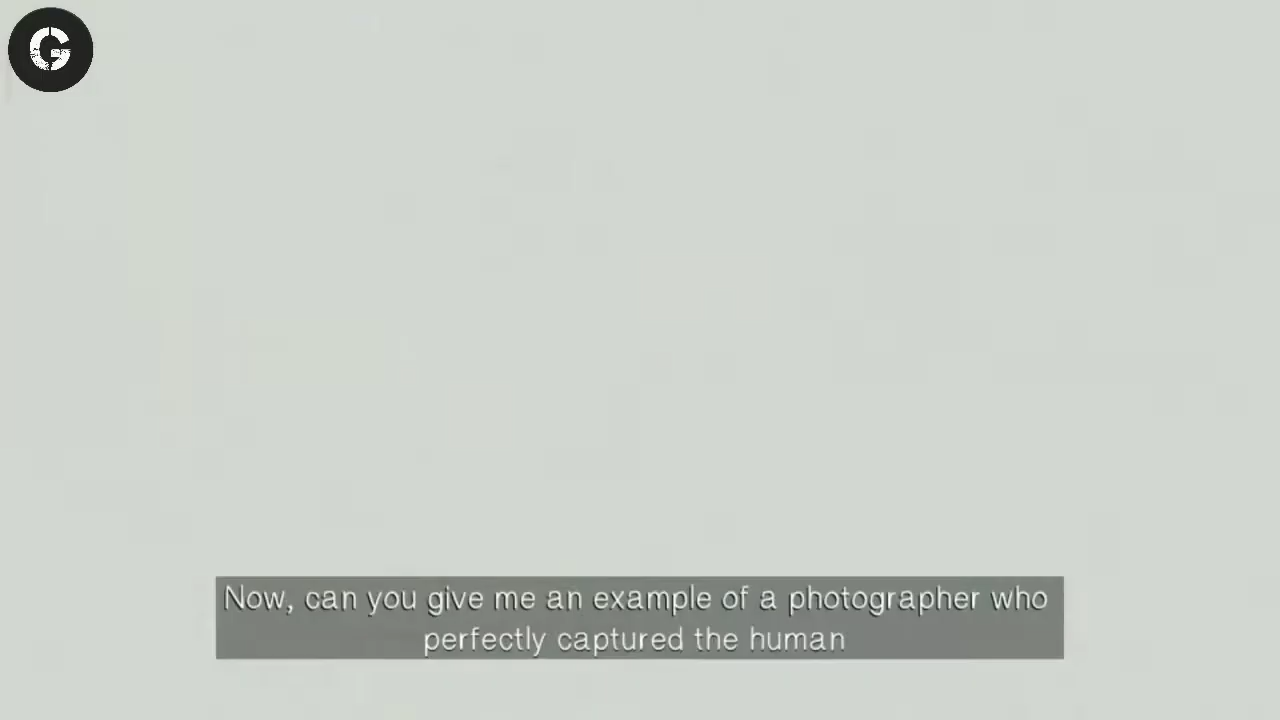 G
Now, can you give me an example of a photographer who
perfectly captured the human